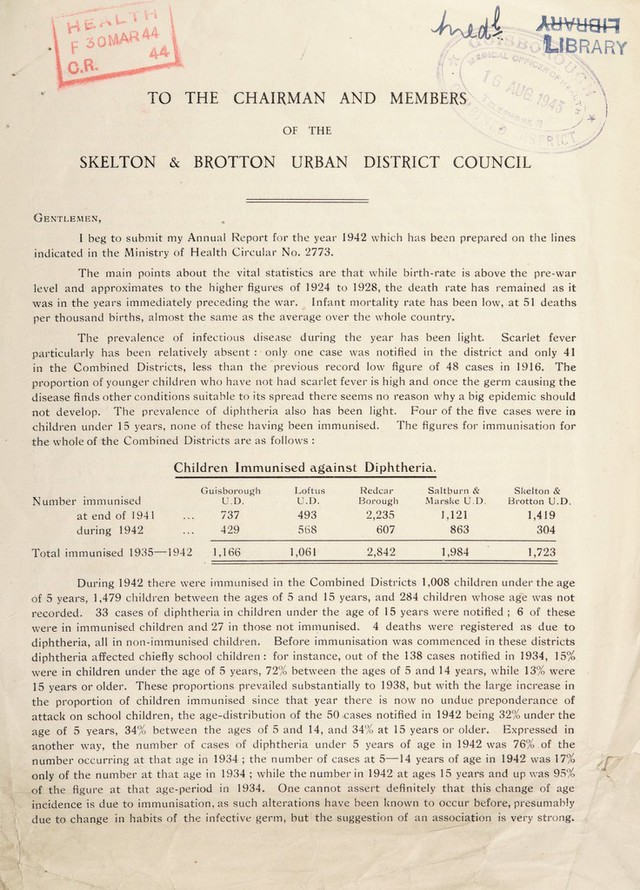 HEALTH
F 30 MAR 44
C.R. 44
Medl
LIBRARY
LIBRARY
GUISBOROUGH
MEDICAL OFFICER OF HEALTH
16 AUG 1943
DISTRICT
TO THE CHAIRMAN AND MEMBERS
OF THE
SKELTON & BROTTON URBAN DISTRICT COUNCIL
GENTLEMEN,
I beg to submit my Annual Report for the year 1942 which has been prepared on the lines
indicated in the Ministry of Health Circular No. 2773.
The main points about the vital statistics are that while birth-rate is above the pre-war
level and approximates to the higher figures of 1924 to 1928, the death rate has remained as it
was in the years immediately preceding the war. Infant mortality rate has been low, at 51 deaths
per thousand births, almost the same as the average over the whole country.
The prevalence of infectious disease during the year has been light. Scarlet fever
particularly has been relatively absent : only one case was notified in the district and only 41
in the Combined Districts, less than the previous record low figure of 48 cases in 1916. The
proportion of younger children who have not had scarlet fever is high and once the germ causing the
disease finds other conditions suitable to its spread there seems no reason why a big epidemic should
not develop. The prevalence of diphtheria also has been light. Four of the five cases were in
children under 15 years, none of these having been immunised. The figures for immunisation for
the whole of the Combined Districts are as follows :
Children Immunised against Diphtheria.
Guisborough Loftus Redcar Saltburn & Skelton &
Number immunised U.D. U.D. Borough Marske U.D. Brotton U.D.
at end of 1941 ... 737 493 2,235 1,121 1,419
during 1942 ... 429 568 607 863 304
Total immunised 1935—1942 1,166 1,061 2,842 1,984 1,723
During 1942 there were immunised in the Combined Districts 1,008 children under the age
of 5 years, 1,479 children between the ages of 5 and 15 years, and 284 children whose age was not
recorded. 33 cases of diphtheria in children under the age of 15 years were notified ; 6 of these
were in immunised children and 27 in those not immunised. 4 deaths were registered as due to
diphtheria, all in non-immunised children. Before immunisation was commenced in these districts
diphtheria affected chiefly school children : for instance, out of the 138 cases notified in 1934, 15%
were in children under the age of 5 years, 72% between the ages of 5 and 14 years, while 13% were
15 years or older. These proportions prevailed substantially to 1938, but with the large increase in
the proportion of children immunised since that year there is now no undue preponderance of
attack on school children, the age-distribution of the 50 cases notified in 1942 being 32% under the
age of 5 years, 34% between the ages of 5 and 14, and 34% at 15 years or older. Expressed in
another way, the number of cases of diphtheria under 5 years of age in 1942 was 76% of the
number occurring at that age in 1934 ; the number of cases at 5—14 years of age in 1942 was 17%
only of the number at that age in 1934 ; while the number in 1942 at ages 15 years and up was 95%
of the figure at that age-period in 1934. One cannot assert definitely that this change of age
incidence is due to immunisation, as such alterations have been known to occur before, presumably
due to change in habits of the infective germ, but the suggestion of an association is very strong.